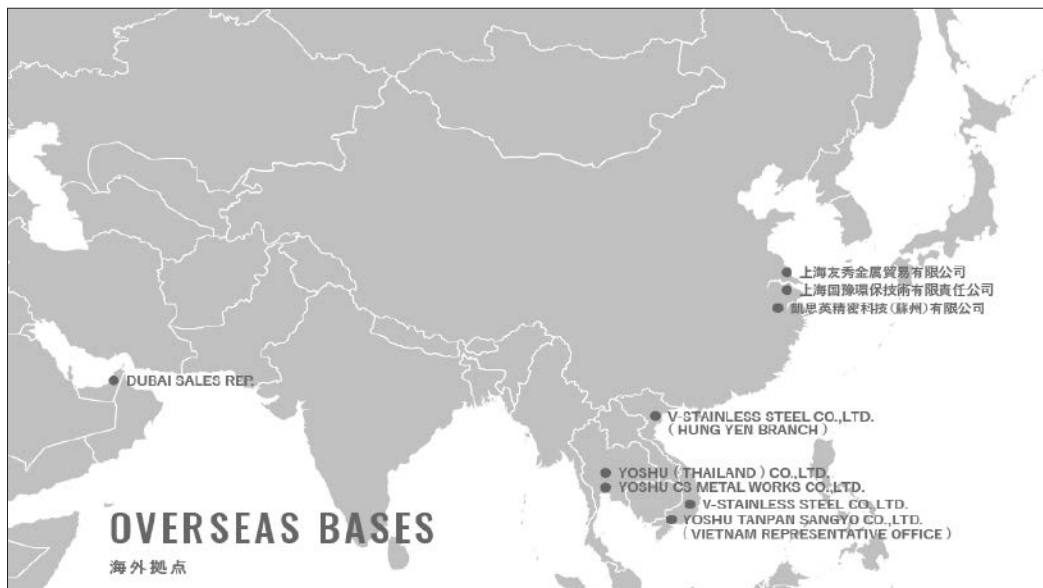 上海友秀金属貿易有限公司
上海国豫環保技術有限責任公司
凱思英精密科技(蘇州)有限公司
DUBAI SALES REP.
V-STAINLESS STEEL CO.,LTD.
(HUNG YEN BRANCH)
YOSHU (THAILAND) CO.,LTD.
YOSHU CS METAL WORKS CO.,LTD.
V-STAINLESS STEEL CO.,LTD.
YOSHU TANPAN SANGYO CO.,LTD.
(VIETNAM REPRESENTATIVE OFFICE)
OVERSEAS BASES
海外拠点